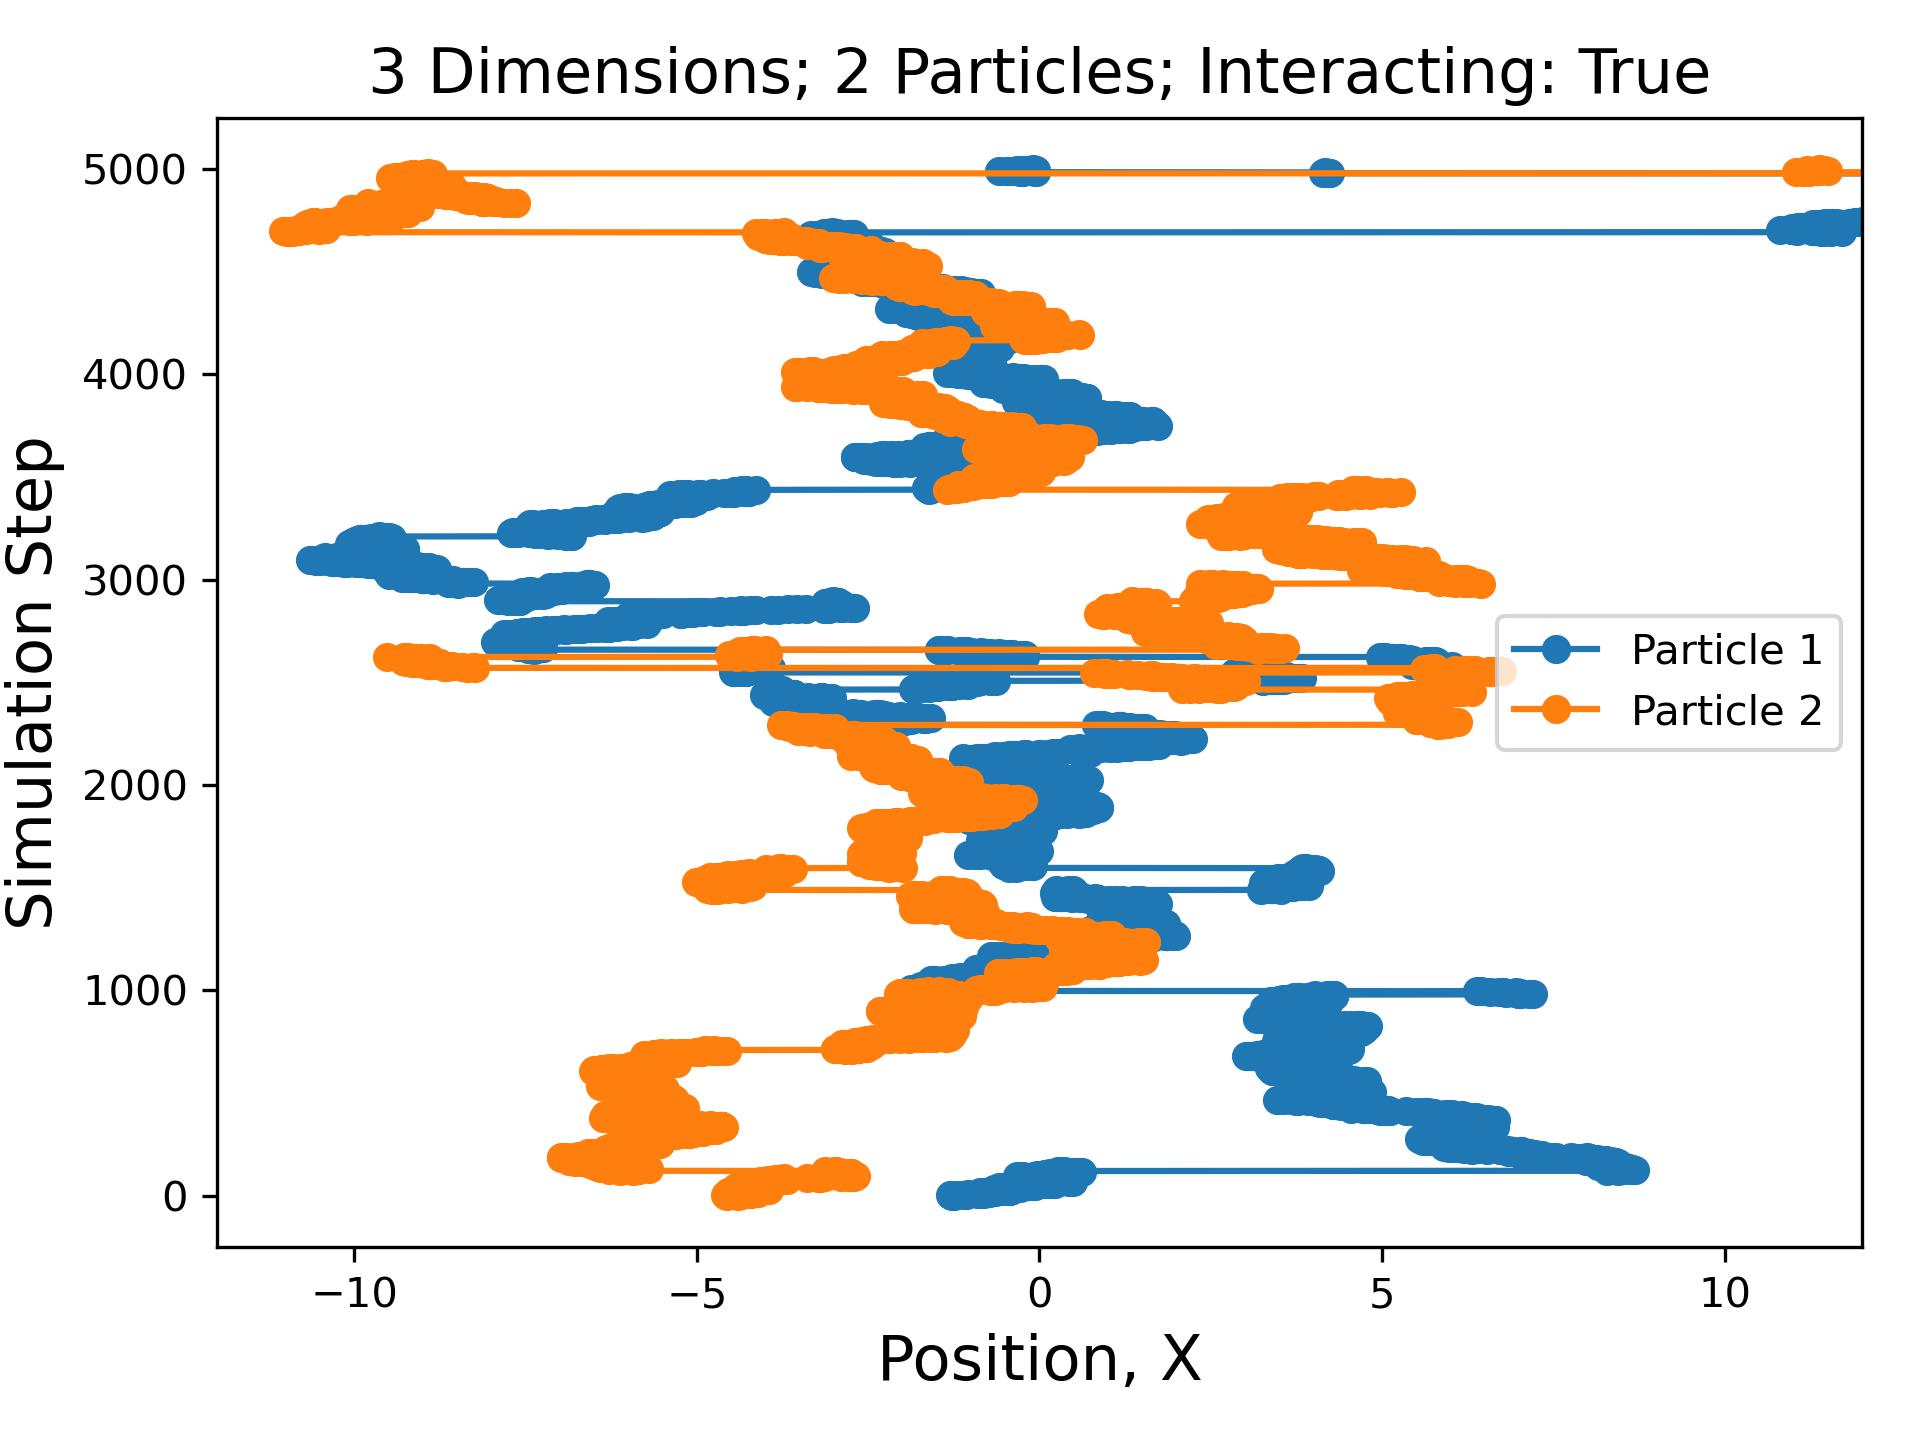 3 Dimensions; 2 Particles; Interacting: True
Simulation Step
5000
4000
3000
2000
1000
0
Particle 1
Particle 2
−10
−5
0
5
10
Position, X